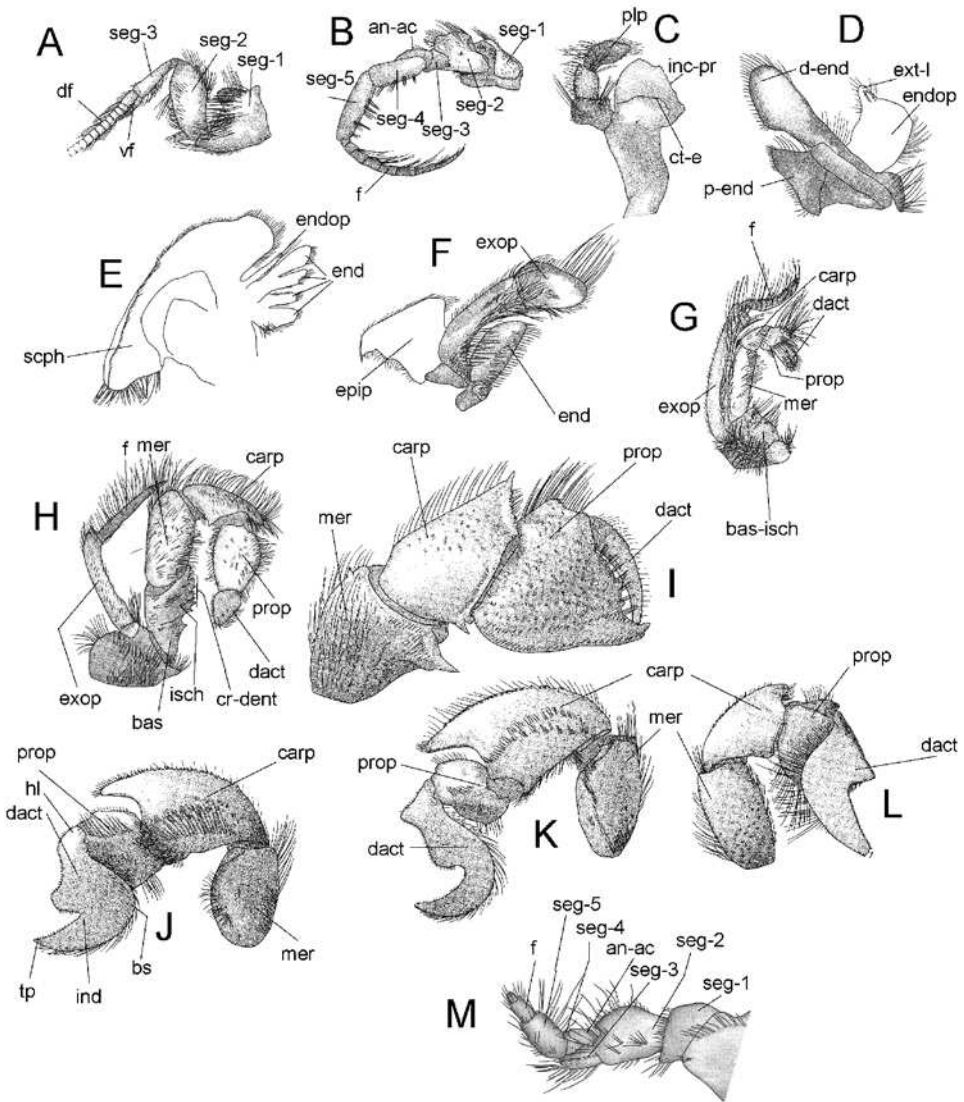 A
seg-3
seg-2
seg-1
df
vf
B
an-ac
seg-1
seg-5
seg-4
seg-3
seg-2
f
plp
C
inc-pr
ct-e
D
d-end
ext-l
endop
p-end
E
endop
end
scph
F
exop
epip
end
G
f
carp
dact
prop
mer
exop
bas-isch
H
f
mer
carp
prop
dact
cr-dent
isch
bas
exop
I
mer
carp
prop
dact
J
prop
hl
dact
carp
mer
bs
ind
tp
K
carp
mer
prop
dact
L
prop
dact
M
f
seg-5
seg-4
an-ac
seg-3
seg-2
seg-1